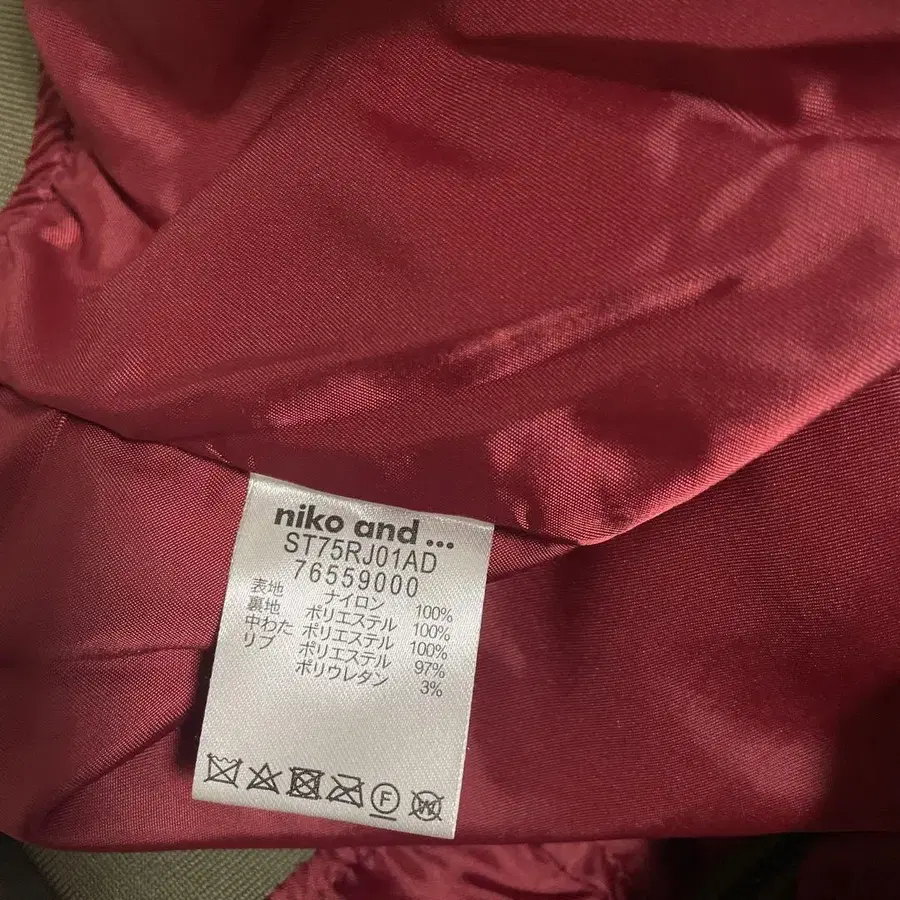 niko and ...
ST75RJ01AD
76559000
表地 ナイロン 100%
裏地 ポリエステル 100%
中わた ポリエステル 100%
リブ ポリエステル 97%
ポリウレタン 3%
F
W